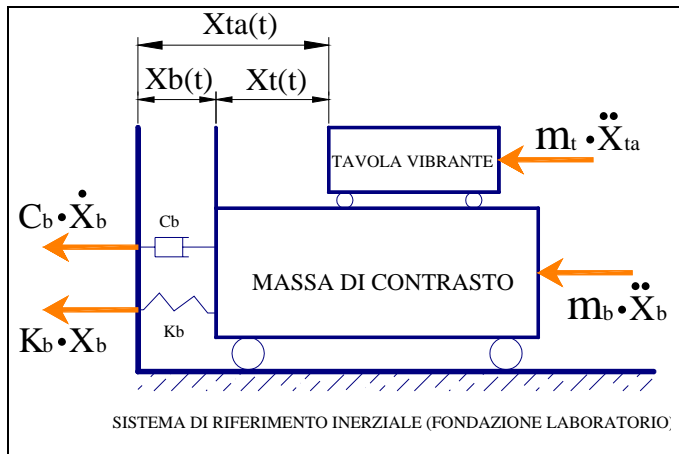 Xta(t)
Xb(t) Xt(t)
TAVOLA VIBRANTE
mt·Ẍta
Cb·Ẋb
Cb
MASSA DI CONTRASTO
mb·Ẍb
Kb·Xb
Kb
SISTEMA DI RIFERIMENTO INERZIALE (FONDAZIONE LABORATORIO)